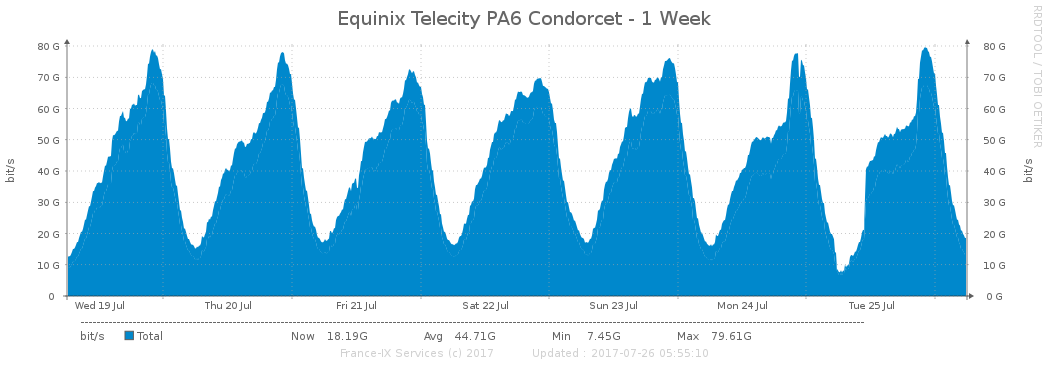 Equinix Telecity PA6 Condorcet - 1 Week
RRDTOOL / TOBI OETIKER
80 G 80 G
70 G 70 G
60 G 60 G
50 G 50 G
40 G 40 G
30 G 30 G
20 G 20 G
10 G 10 G
0 0 G
bit/s bit/s
Wed 19 Jul Thu 20 Jul Fri 21 Jul Sat 22 Jul Sun 23 Jul Mon 24 Jul Tue 25 Jul
bit/s Total Now 18.19G Avg 44.71G Min 7.45G Max 79.61G
France-IX Services (c) 2017 Updated : 2017-07-26 05:55:10